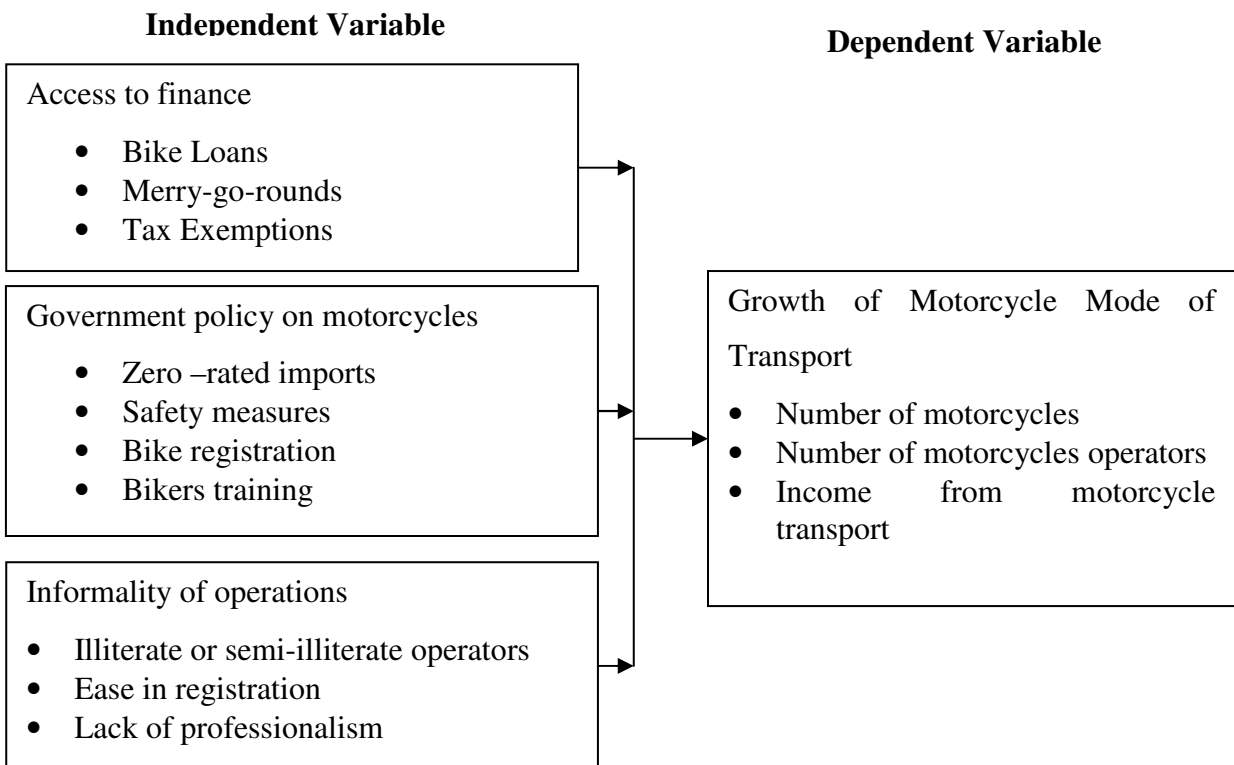 Independent Variable
Access to finance
• Bike Loans
• Merry-go-rounds
• Tax Exemptions
Government policy on motorcycles
• Zero –rated imports
• Safety measures
• Bike registration
• Bikers training
Informality of operations
• Illiterate or semi-illiterate operators
• Ease in registration
• Lack of professionalism
Dependent Variable
Growth of Motorcycle Mode of
Transport
• Number of motorcycles
• Number of motorcycles operators
• Income from motorcycle
transport